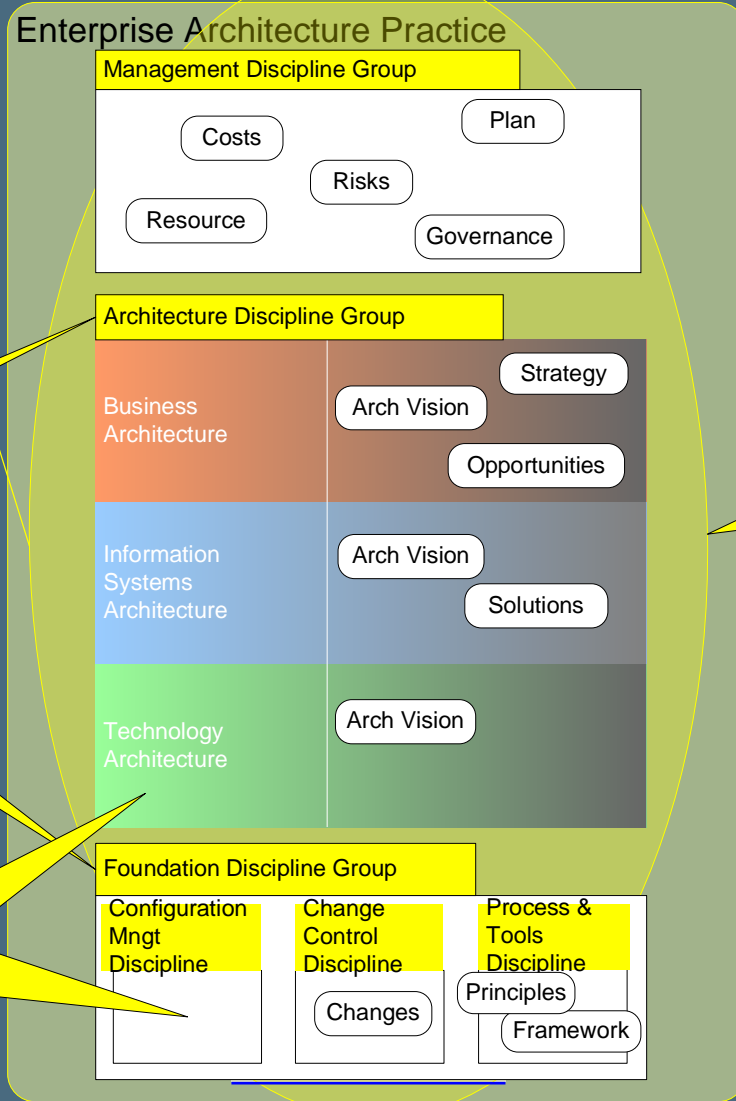 Enterprise Architecture Practice
Management Discipline Group
Costs
Plan
Risks
Resource
Governance
Architecture Discipline Group
Business
Architecture
Strategy
Arch Vision
Opportunities
Information
Systems
Architecture
Arch Vision
Solutions
Technology
Architecture
Arch Vision
Foundation Discipline Group
Configuration
Mngt
Discipline
Change
Control
Discipline
Process &
Tools
Discipline
Changes
Principles
Framework